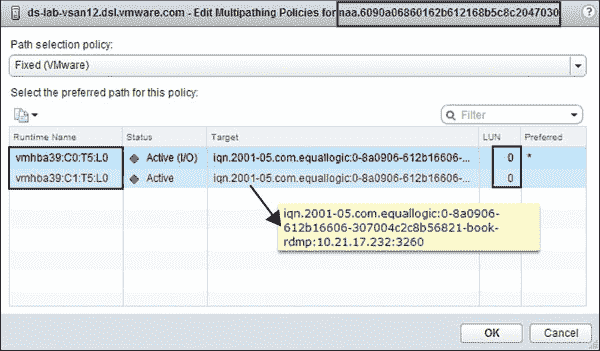 ds-lab-vsan12.dsl.vmware.com - Edit Multipathing Policies for naa.6090a06860162b612168b5c8c2047030
Path selection policy:
Fixed (VMware)
Select the preferred path for this policy:
Filter
Runtime Name Status Target LUN Preferred
vmhba39:C0:T5:L0 Active (I/O) iqn.2001-05.com.equallogic:0-8a0906-612b16606-... 0 *
vmhba39:C1:T5:L0 Active iqn.2001-05.com.equallogic:0-8a0906-612b16606-... 0
iqn.2001-05.com.equallogic:0-8a0906-
612b16606-307004c2c8b56821-book-
rdmp:10.21.17.232:3260
OK Cancel